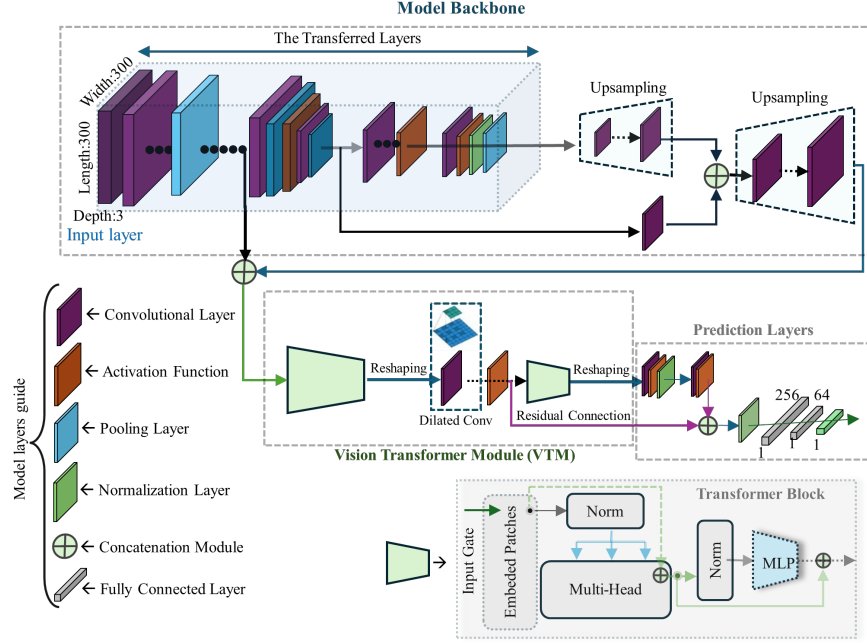 Model Backbone
The Transferred Layers
Width:300
Length:300
Depth:3
Input layer
Upsampling
Upsampling
Model layers guide
Convolutional Layer
Activation Function
Pooling Layer
Normalization Layer
Concatenation Module
Fully Connected Layer
Reshaping
Dilated Conv
Reshaping
Residual Connection
Vision Transformer Module (VTM)
Prediction Layers
256
64
1
1
1
Transformer Block
Input Gate
Embeded Patches
Norm
Multi-Head
Norm
MLP